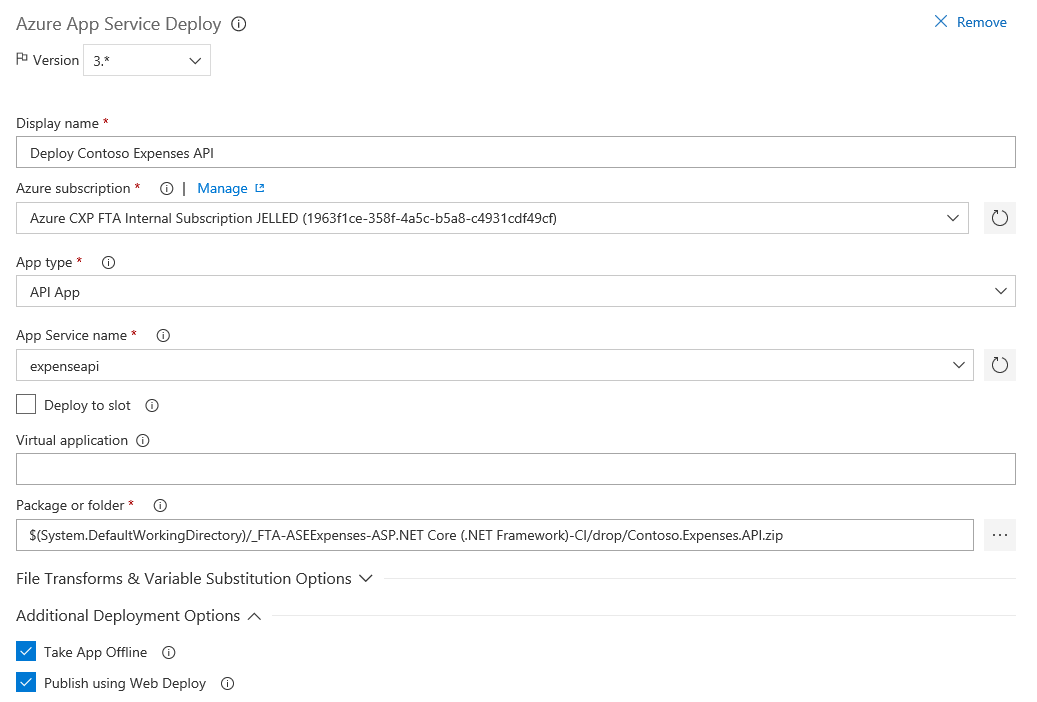 Azure App Service Deploy
Remove
Version 3.*
Display name *
Deploy Contoso Expenses API
Azure subscription * | Manage
Azure CXP FTA Internal Subscription JELLED (1963f1ce-358f-4a5c-b5a8-c4931cdf49cf)
App type *
API App
App Service name *
expenseapi
Deploy to slot
Virtual application
Package or folder *
$(System.DefaultWorkingDirectory)/_FTA-ASEExpenses-ASP.NET Core (.NET Framework)-CI/drop/Contoso.Expenses.API.zip
...
File Transforms & Variable Substitution Options
Additional Deployment Options
Take App Offline
Publish using Web Deploy